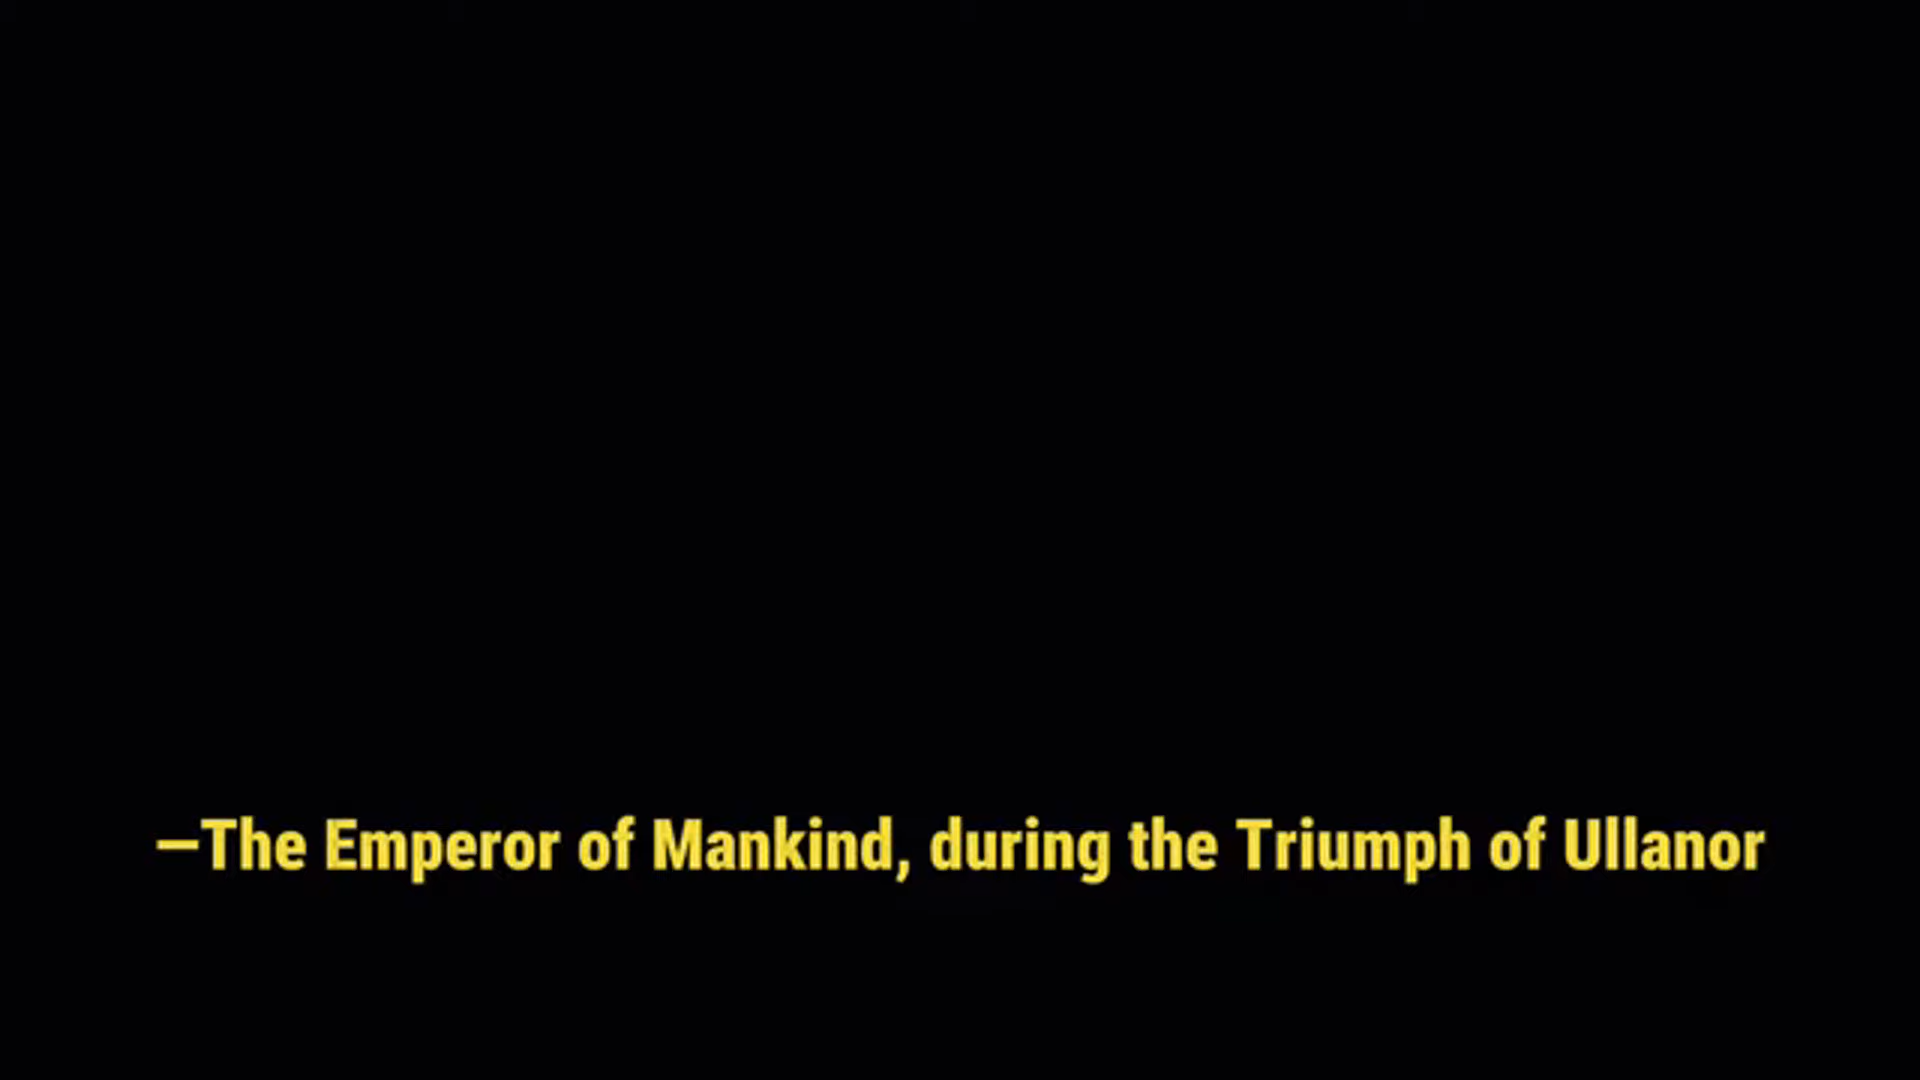 —The Emperor of Mankind, during the Triumph of Ullanor